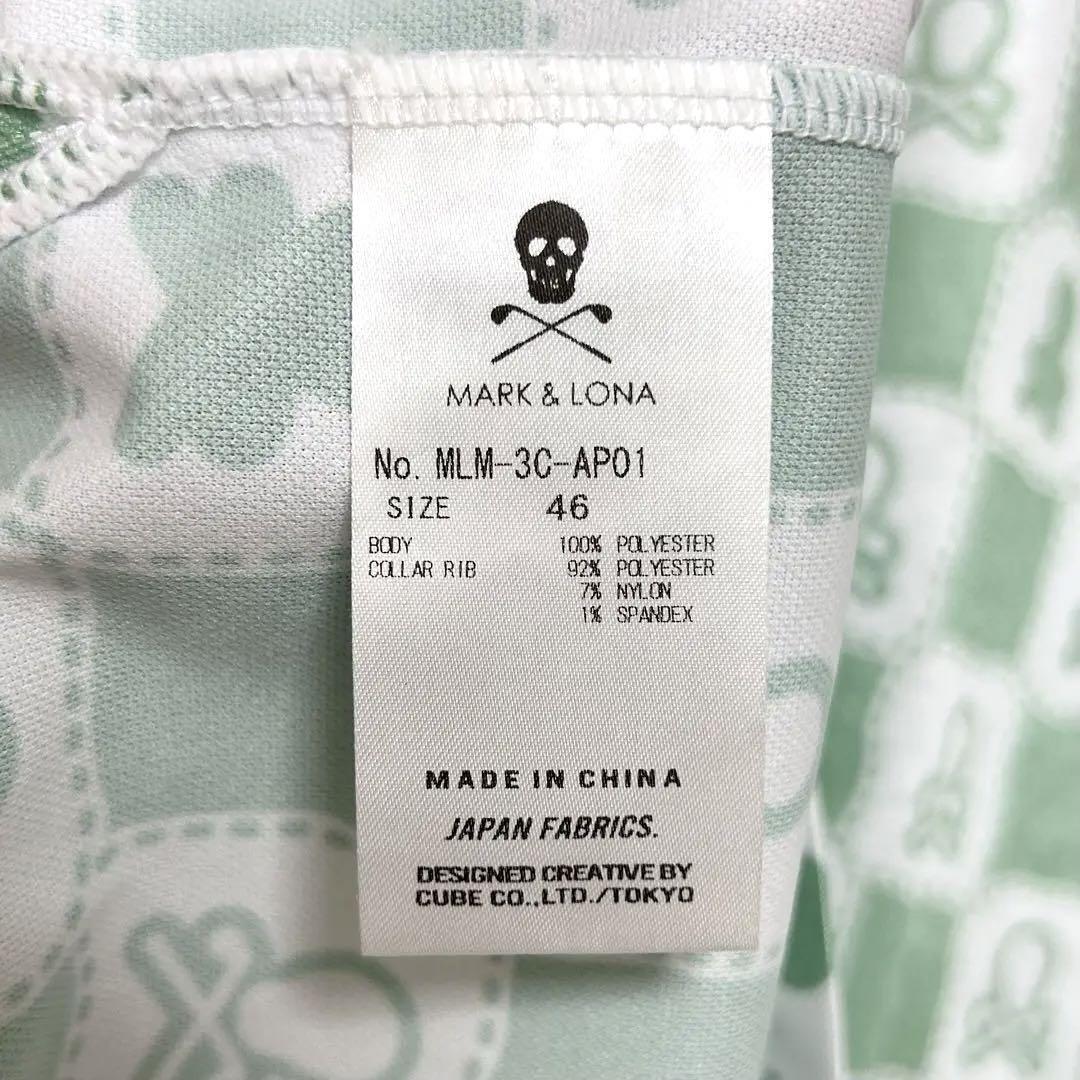 MARK & LONA
No. MLM-3C-AP01
SIZE 46
BODY 100% POLYESTER
COLLAR RIB 92% POLYESTER
7% NYLON
1% SPANDEX
MADE IN CHINA
JAPAN FABRICS.
DESIGNED CREATIVE BY
CUBE CO.,LTD./TOKYO